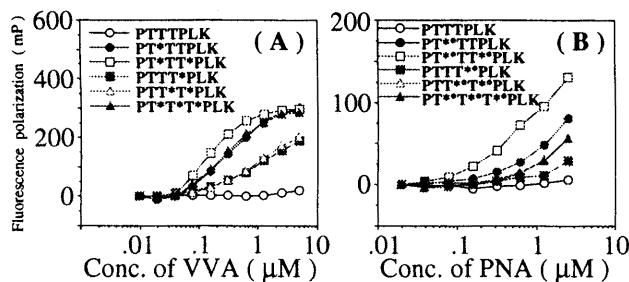 Fluorescence polarization (mP)
600
400
200
0
(A)
PTTTPLK
PT*TTPLK
PT*TT*PLK
PTTT*PLK
PTT*T*PLK
PT*T*T*PLK
.01 .1 1 10
Conc. of VVA (μM)
200
100
0
(B)
PTTTPLK
PT**TTPLK
PT**TT**PLK
PTTT**PLK
PTT**T**PLK
PT**T**T**PLK
.01 .1 1 10
Conc. of PNA (μM)